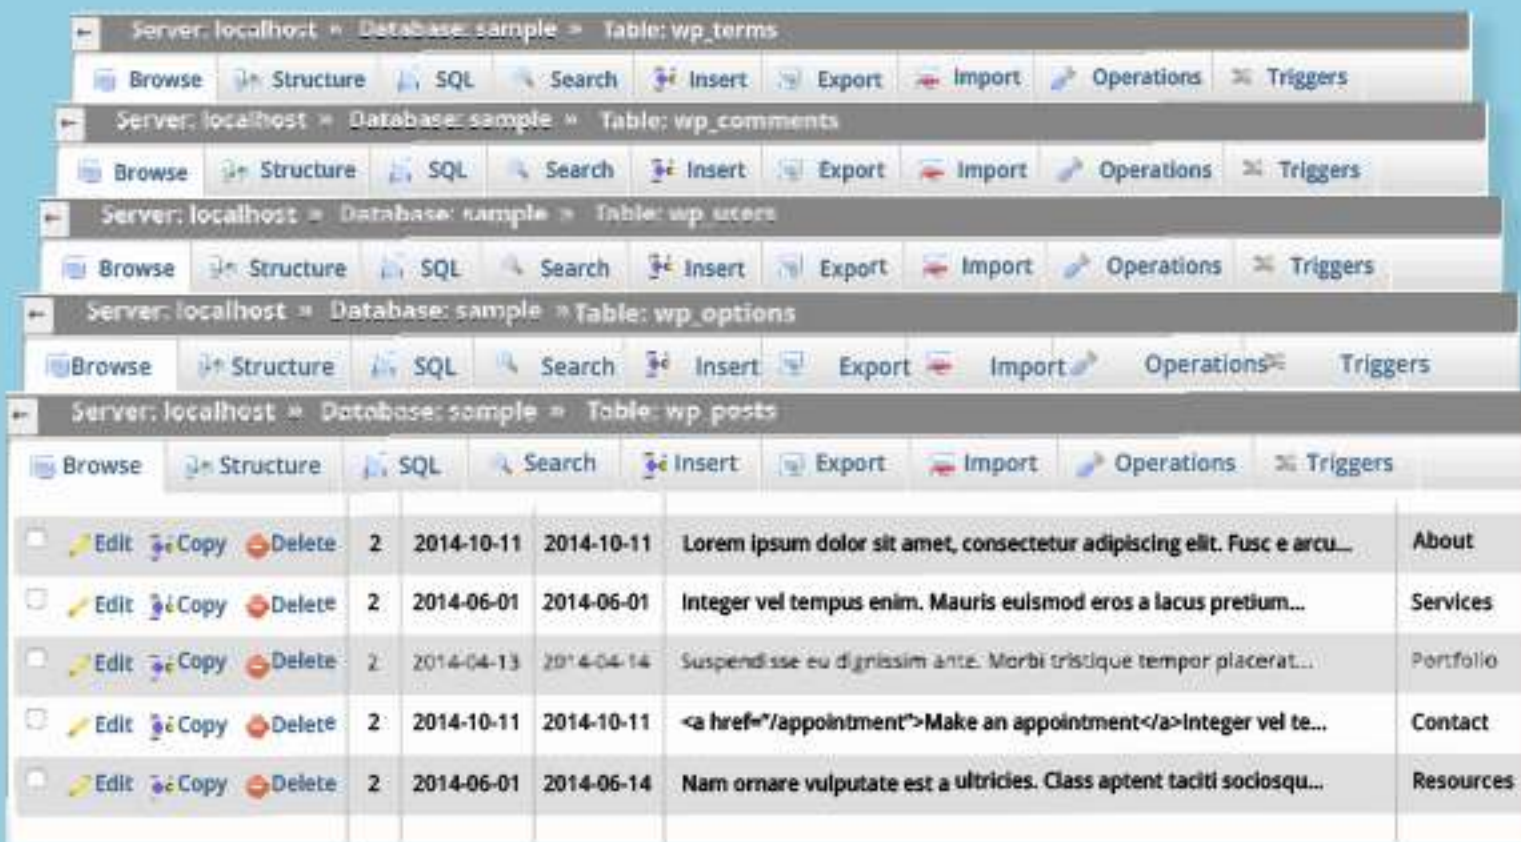 Server: localhost » Database: sample » Table: wp_terms
Browse Structure SQL Search Insert Export Import Operations Triggers
Server: localhost » Database: sample » Table: wp_comments
Browse Structure SQL Search Insert Export Import Operations Triggers
Server: localhost » Database: sample » Table: wp_users
Browse Structure SQL Search Insert Export Import Operations Triggers
Server: localhost » Database: sample » Table: wp_options
Browse Structure SQL Search Insert Export Import Operations Triggers
Server: localhost » Database: sample » Table: wp_posts
Browse Structure SQL Search Insert Export Import Operations Triggers
Edit Copy Delete 2 2014-10-11 2014-10-11 Lorem ipsum dolor sit amet, consectetur adipiscing elit. Fusc e arcu... About
Edit Copy Delete 2 2014-06-01 2014-06-01 Integer vel tempus enim. Mauris euismod eros a lacus pretium... Services
Edit Copy Delete 2 2014-04-13 2014-04-14 Suspendisse eu dignissim ante. Morbi tristique tempor placerat... Portfolio
Edit Copy Delete 2 2014-10-11 2014-10-11 <a href="/appointment">Make an appointment</a>Integer vel te... Contact
Edit Copy Delete 2 2014-06-01 2014-06-14 Nam ornare vulputate est a ultricies. Class aptent taciti sociosqu... Resources